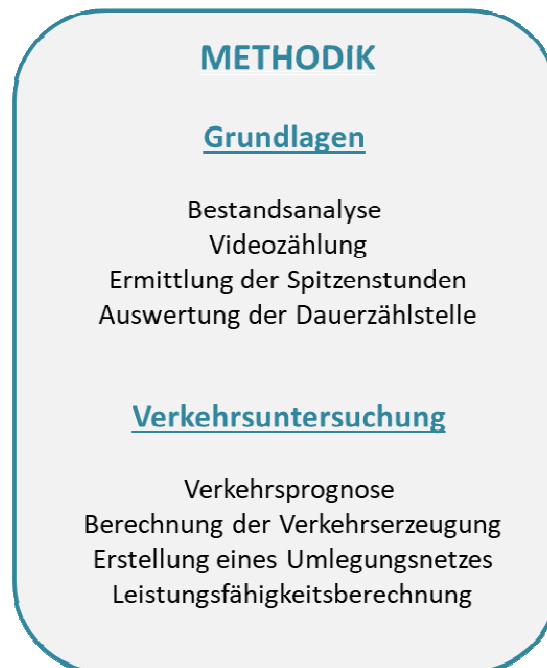 METHODIK
Grundlagen
Bestandsanalyse
Videozählung
Ermittlung der Spitzenstunden
Auswertung der Dauerzählstelle
Verkehrsuntersuchung
Verkehrsprognose
Berechnung der Verkehrserzeugung
Erstellung eines Umlegungsnetzes
Leistungsfähigkeitsberechnung